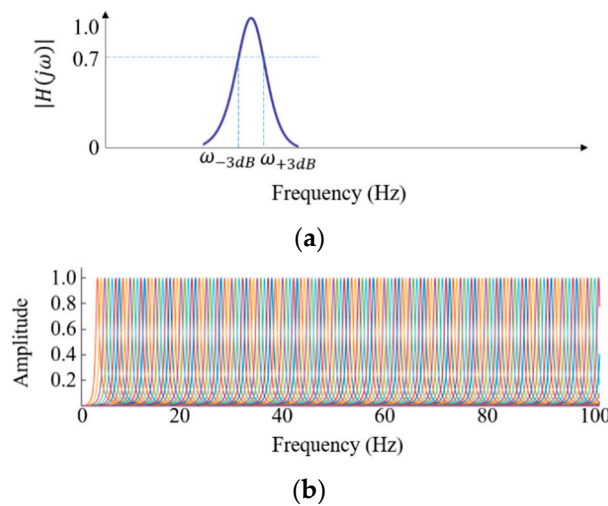 1.0
0.7
|H(jω)|
0
ω−3dB ω+3dB
Frequency (Hz)
(a)
1.0
0.8
0.6
0.4
0.2
Amplitude
0 20 40 60 80 100
Frequency (Hz)
(b)